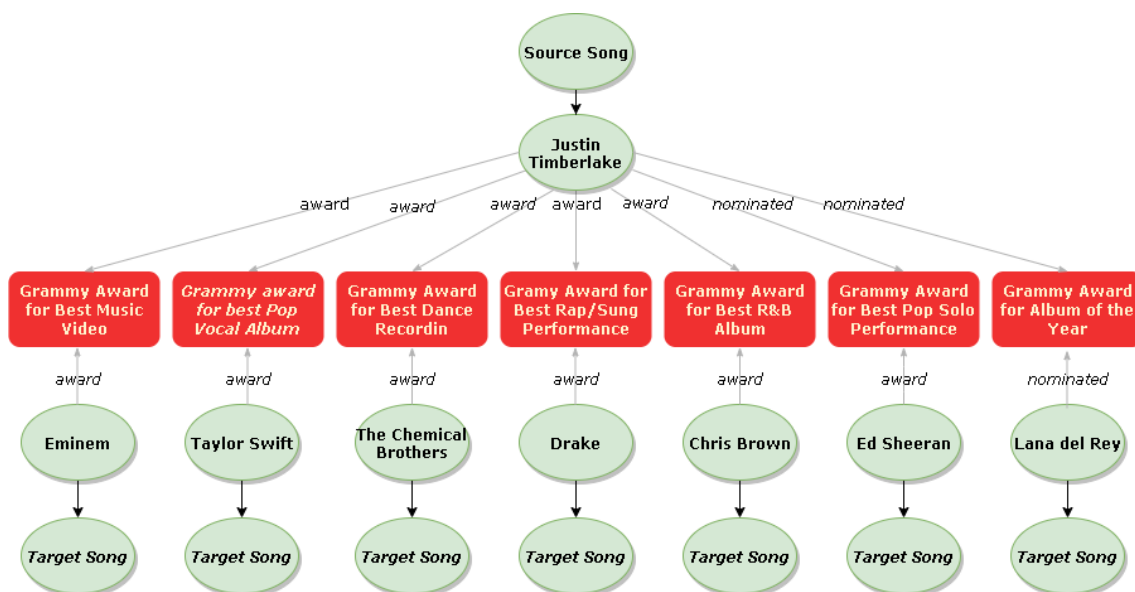 Source Song
Justin
Timberlake
award
award
award
award
award
nominated
nominated
Grammy Award
for Best Music
Video
Grammy award
for best Pop
Vocal Album
Grammy Award
for Best Dance
Recordin
Gramy Award for
Best Rap/Sung
Performance
Grammy Award
for Best R&B
Album
Grammy Award
for Best Pop Solo
Performance
Grammy Award
for Album of the
Year
award
award
award
award
award
award
nominated
Eminem
Taylor Swift
The Chemical
Brothers
Drake
Chris Brown
Ed Sheeran
Lana del Rey
Target Song
Target Song
Target Song
Target Song
Target Song
Target Song
Target Song